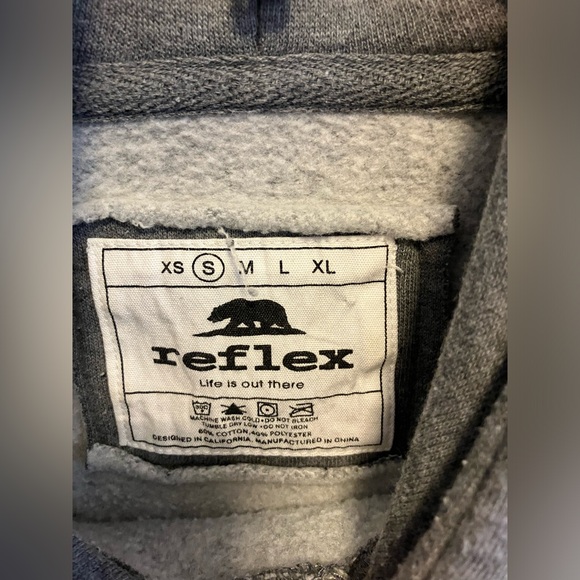 XS S M L XL
reflex
Life is out there
MACHINE WASH COLD•DO NOT BLEACH
TUMBLE DRY LOW•DO NOT IRON
60% COTTON, 40% POLYESTER
DESIGNED IN CALIFORNIA. MANUFACTURED IN CHINA